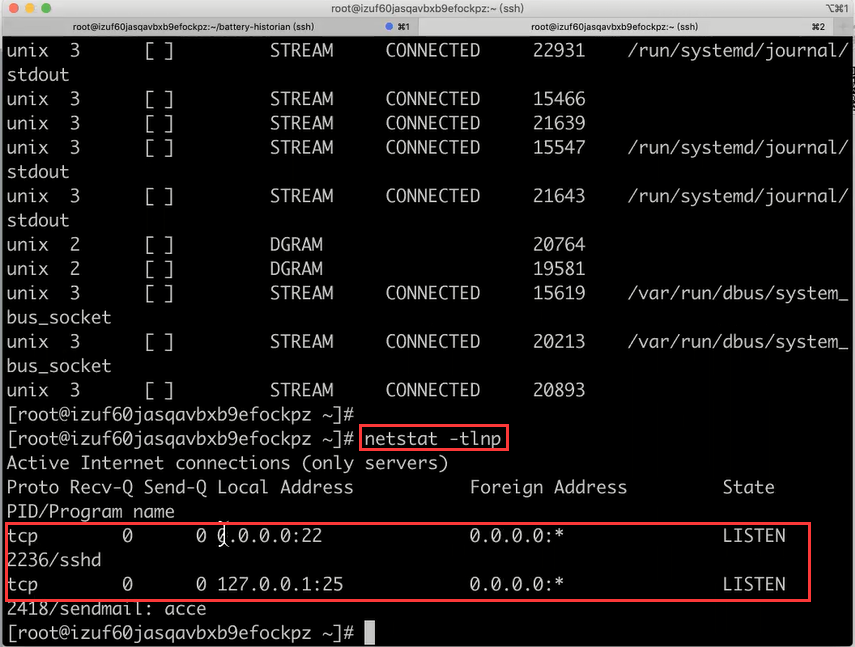 root@izuf60jasqavbxb9efockpz:~ (ssh)
⌥⌘1
root@izuf60jasqavbxb9efockpz:~/battery-historian (ssh) ⌘1 root@izuf60jasqavbxb9efockpz:~ (ssh) ⌘2
unix 3 [ ] STREAM CONNECTED 22931 /run/systemd/journal/
stdout
unix 3 [ ] STREAM CONNECTED 15466
unix 3 [ ] STREAM CONNECTED 21639
unix 3 [ ] STREAM CONNECTED 15547 /run/systemd/journal/
stdout
unix 3 [ ] STREAM CONNECTED 21643 /run/systemd/journal/
stdout
unix 2 [ ] DGRAM 20764
unix 2 [ ] DGRAM 19581
unix 3 [ ] STREAM CONNECTED 15619 /var/run/dbus/system_
bus_socket
unix 3 [ ] STREAM CONNECTED 20213 /var/run/dbus/system_
bus_socket
unix 3 [ ] STREAM CONNECTED 20893
[root@izuf60jasqavbxb9efockpz ~]#
[root@izuf60jasqavbxb9efockpz ~]# netstat -tlnp
Active Internet connections (only servers)
Proto Recv-Q Send-Q Local Address Foreign Address State
PID/Program name
tcp 0 0 0.0.0.0:22 0.0.0.0:* LISTEN
2236/sshd
tcp 0 0 127.0.0.1:25 0.0.0.0:* LISTEN
2418/sendmail: acce
[root@izuf60jasqavbxb9efockpz ~]#